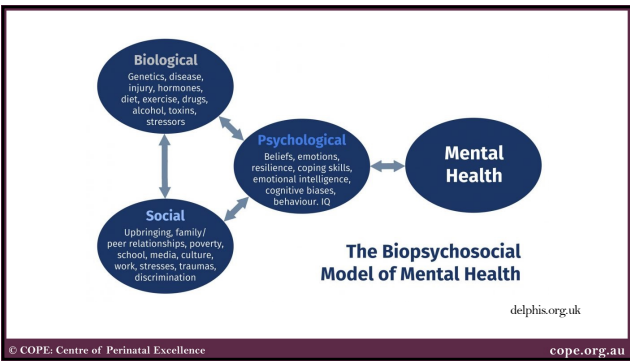 Biological
Genetics, disease,
injury, hormones,
diet, exercise, drugs,
alcohol, toxins,
stressors
Psychological
Beliefs, emotions,
resilience, coping skills,
emotional intelligence,
cognitive biases,
behaviour. IQ
Mental
Health
Social
Upbringing, family/
peer relationships, poverty,
school, media, culture,
work, stresses, traumas,
discrimination
The Biopsychosocial
Model of Mental Health
delphis.org.uk
© COPE: Centre of Perinatal Excellence
cope.org.au